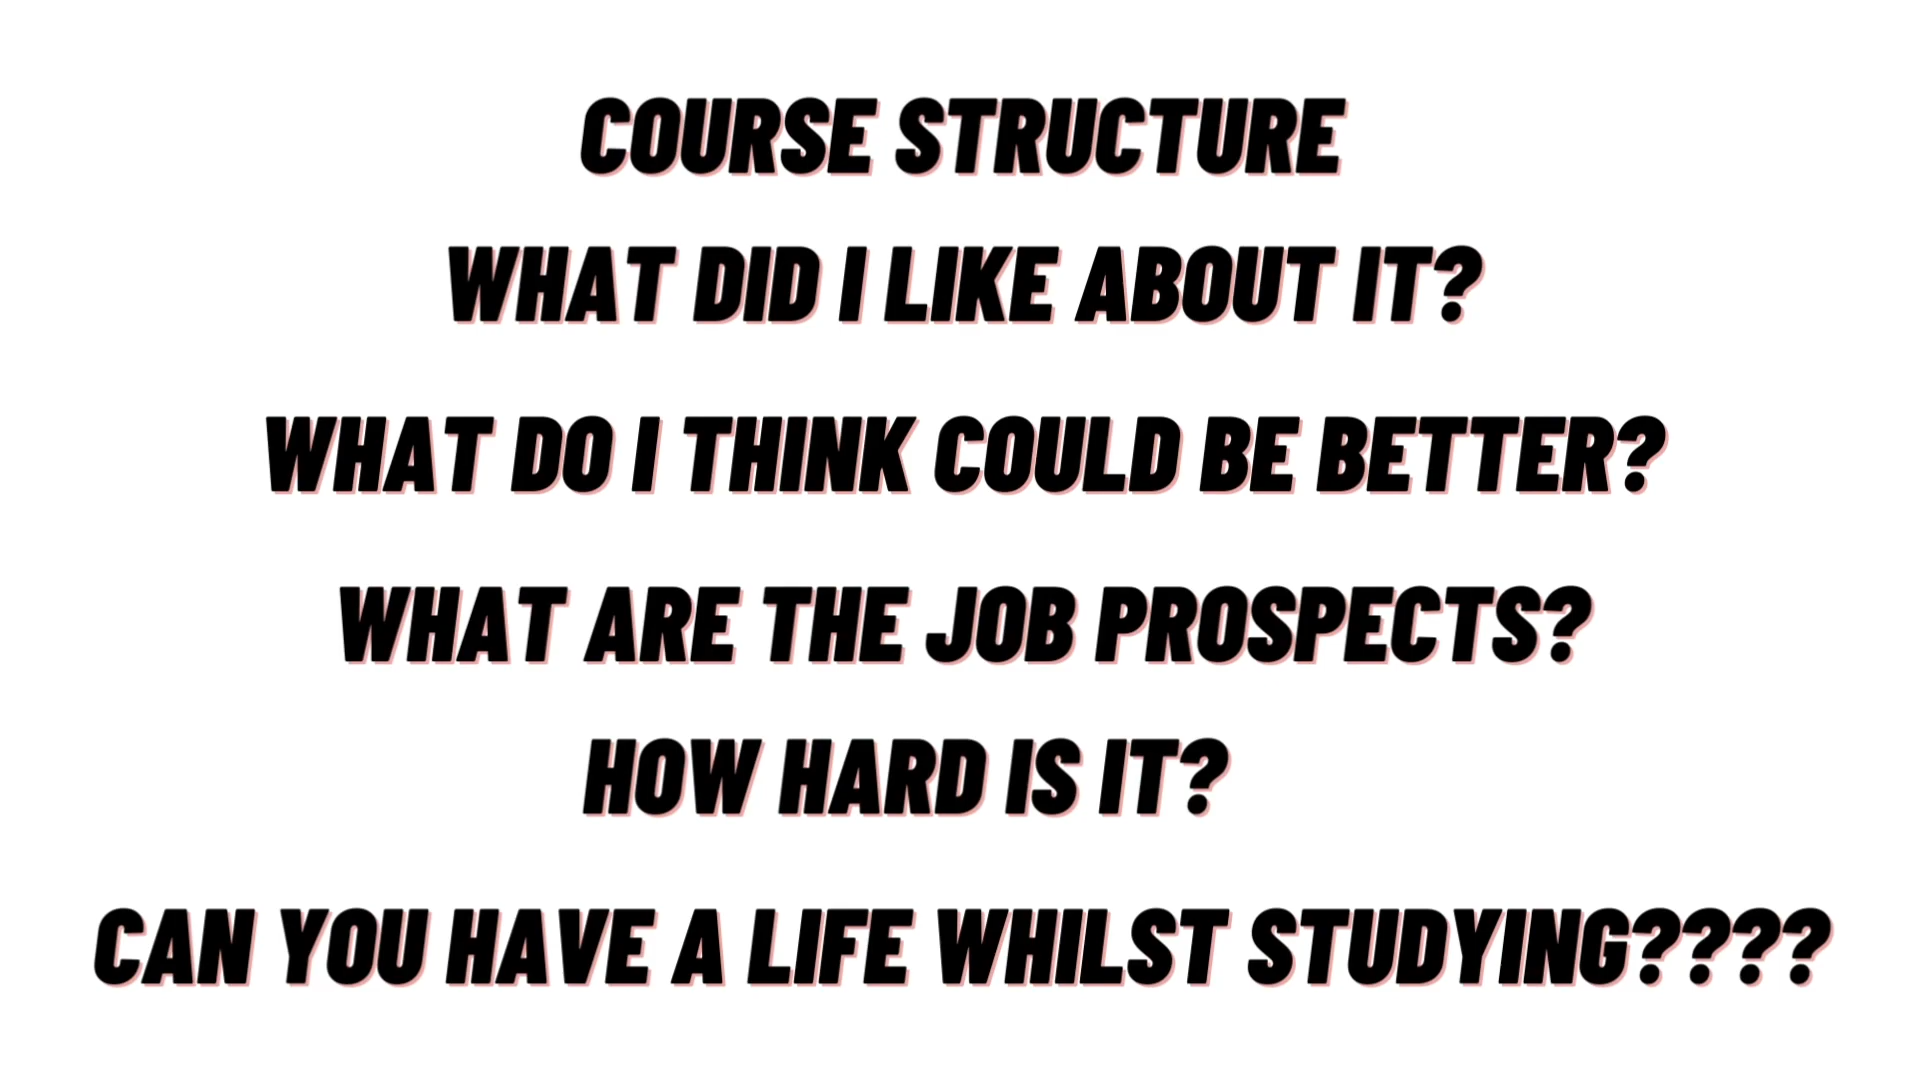 COURSE STRUCTURE
WHAT DID I LIKE ABOUT IT?
WHAT DO I THINK COULD BE BETTER?
WHAT ARE THE JOB PROSPECTS?
HOW HARD IS IT?
CAN YOU HAVE A LIFE WHILST STUDYING????